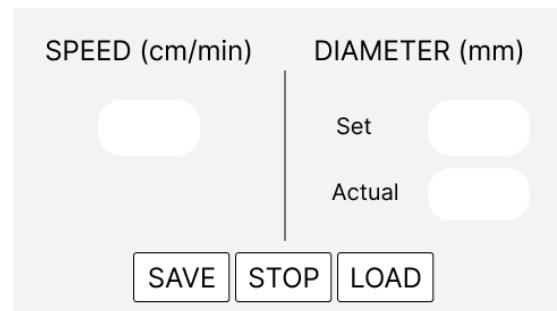 SPEED (cm/min)
DIAMETER (mm)
Set
Actual
SAVE STOP LOAD